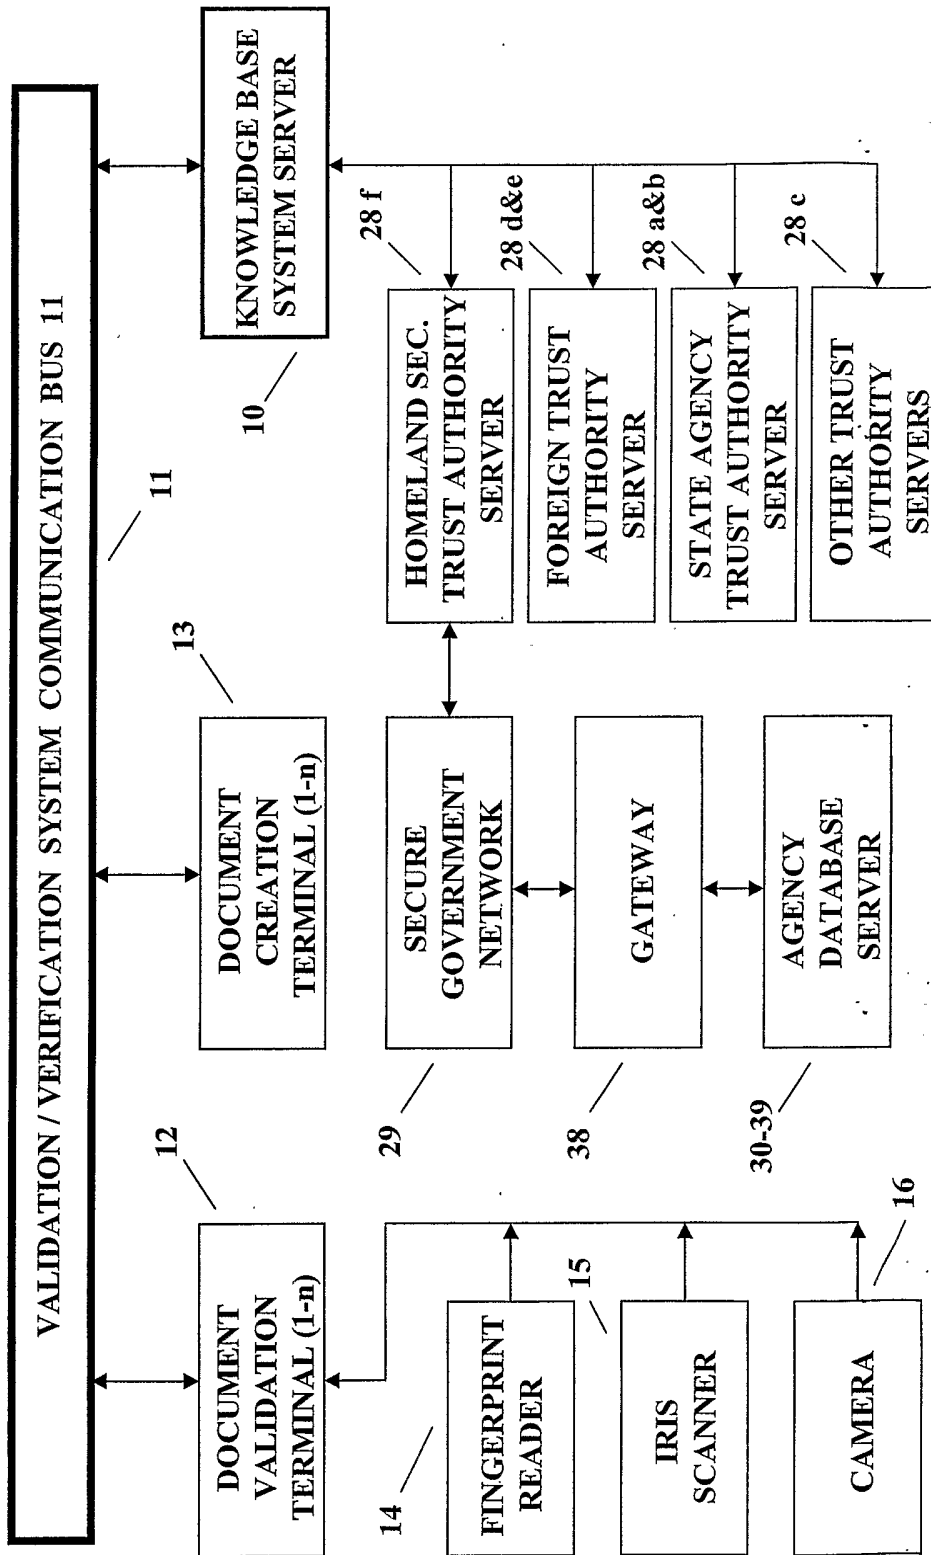 VALIDATION / VERIFICATION SYSTEM COMMUNICATION BUS 11
11
12
DOCUMENT
VALIDATION
TERMINAL (1-n)
13
DOCUMENT
CREATION
TERMINAL (1-n)
10
KNOWLEDGE BASE
SYSTEM SERVER
14
FINGERPRINT
READER
15
IRIS
SCANNER
16
CAMERA
29
SECURE
GOVERNMENT
NETWORK
38
GATEWAY
30-39
AGENCY
DATABASE
SERVER
28 f
HOMELAND SEC.
TRUST AUTHORITY
SERVER
28 d&e
FOREIGN TRUST
AUTHORITY
SERVER
28 a&b
STATE AGENCY
TRUST AUTHORITY
SERVER
28 c
OTHER TRUST
AUTHORITY
SERVERS